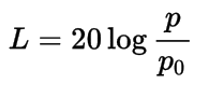 L = 20 log p/p₀